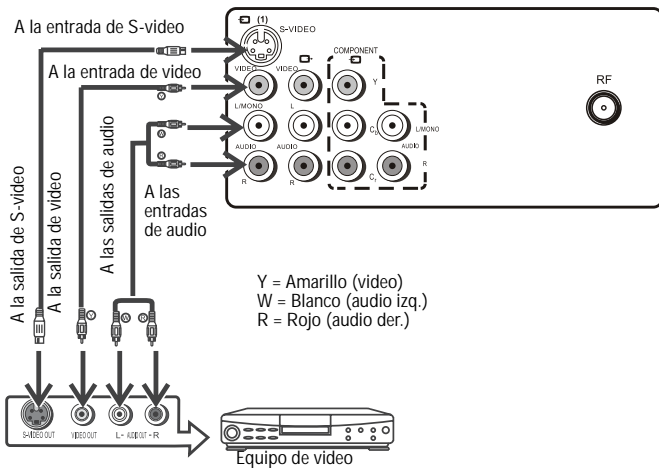 A la entrada de S-video
(1)
S-VIDEO
A la entrada de video
VIDEO
VIDEO
COMPONENT
Y
RF
Y
L/MONO
L
W
Cb
L/MONO
AUDIO
AUDIO
AUDIO
R
R
R
Cr
R
A la salida de S-video
A la salida de video
A las salidas de audio
A las
entradas
de audio
Y = Amarillo (video)
W = Blanco (audio izq.)
R = Rojo (audio der.)
Y
W
R
S-VIDEO OUT
VIDEO OUT
L - AUDIO OUT - R
Equipo de video